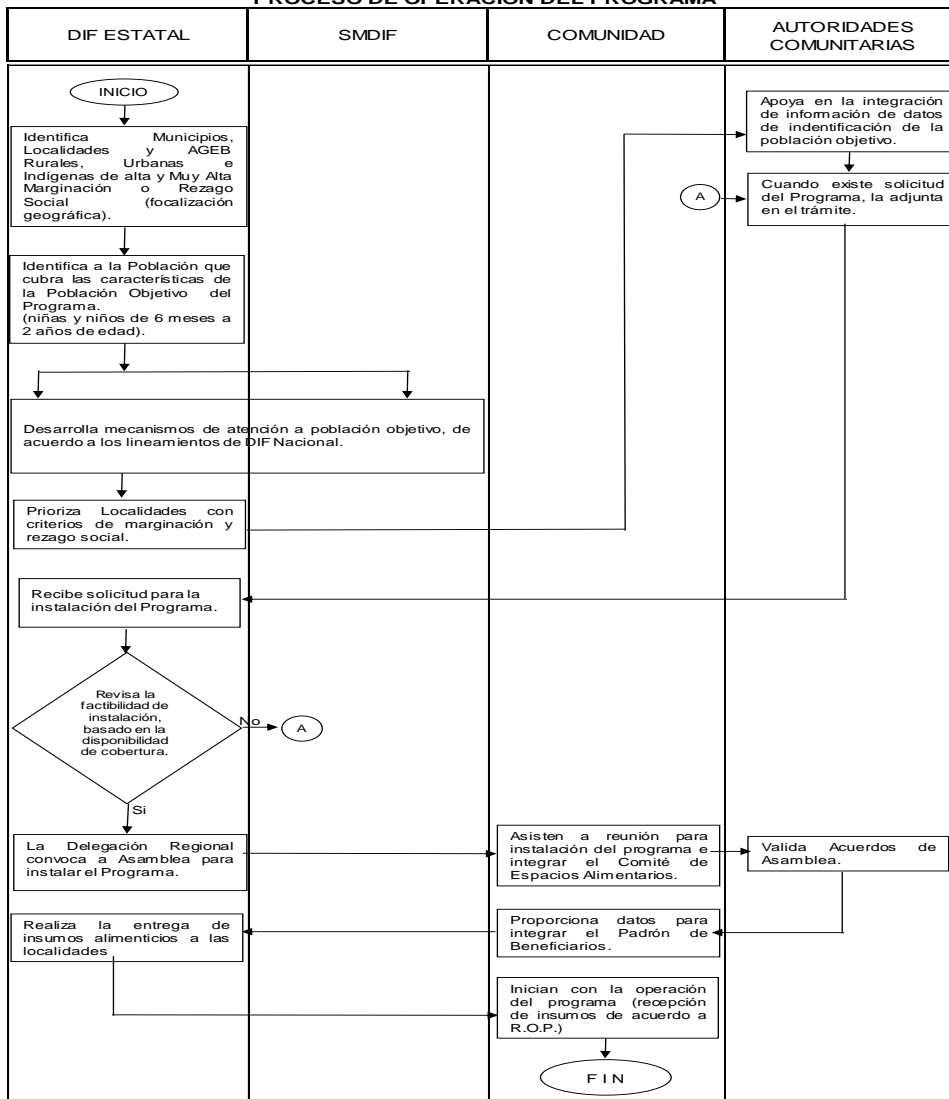 PROCESO DE OPERACIÓN DEL PROGRAMA
DIF ESTATAL
SMDIF
COMUNIDAD
AUTORIDADES
COMUNITARIAS
INICIO
Identifica Municipios,
Localidades y AGEB
Rurales, Urbanas e
Indígenas de alta y Muy Alta
Marginación o Rezago
Social (focalización
geográfica).
Apoya en la integración
de información de datos
de indentificación de la
población objetivo.
A
Cuando existe solicitud
del Programa, la adjunta
en el trámite.
Identifica a la Población que
cubra las características de
la Población Objetivo del
Programa.
(niñas y niños de 6 meses a
2 años de edad).
Desarrolla mecanismos de atención a población objetivo, de
acuerdo a los lineamientos de DIF Nacional.
Prioriza Localidades con
criterios de marginación y
rezago social.
Recibe solicitud para la
instalación del Programa.
Revisa la
factibilidad de
instalación,
basado en la
disponibilidad
de cobertura.
No
A
Si
La Delegación Regional
convoca a Asamblea para
instalar el Programa.
Asisten a reunión para
instalación del programa e
integrar el Comité de
Espacios Alimentarios.
Valida Acuerdos de
Asamblea.
Realiza la entrega de
insumos alimenticios a las
localidades
Proporciona datos para
integrar el Padrón de
Beneficiarios.
Inician con la operación
del programa (recepción
de insumos de acuerdo a
R.O.P.)
F I N